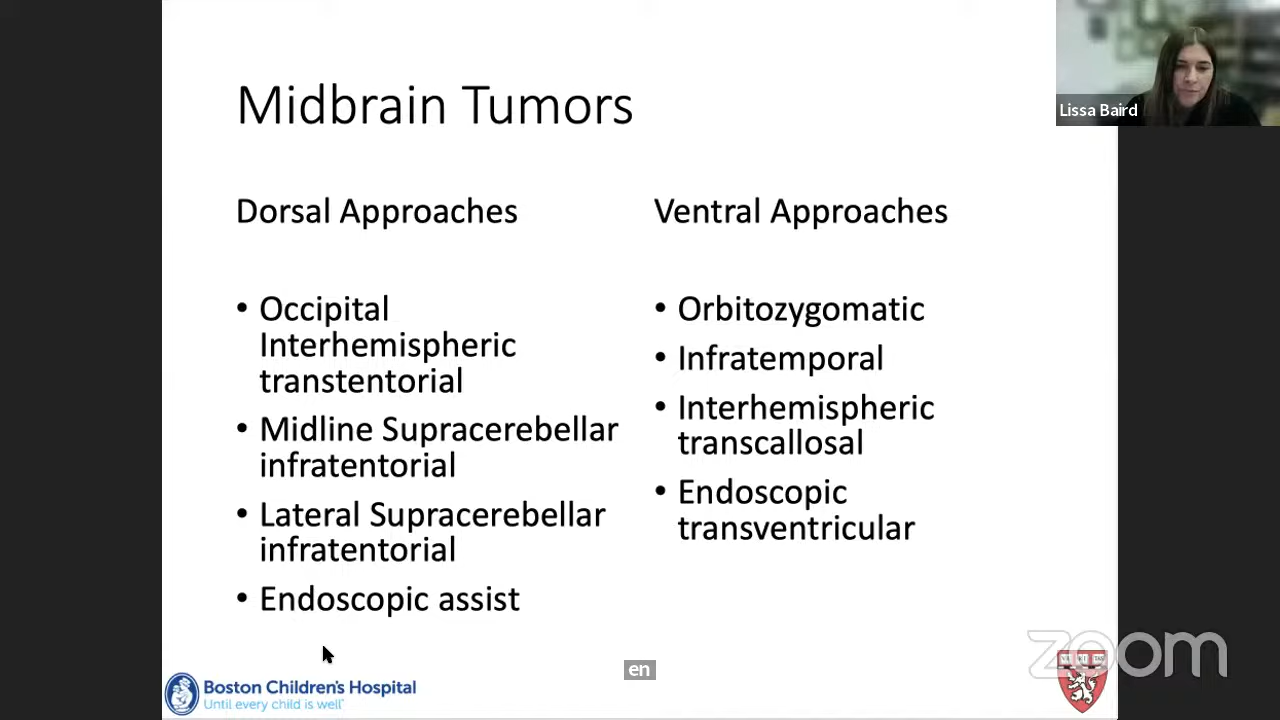 Midbrain Tumors
Lissa Baird
Dorsal Approaches
• Occipital
Interhemispheric
transtentorial
• Midline Supracerebellar
infratentorial
• Lateral Supracerebellar
infratentorial
• Endoscopic assist
Ventral Approaches
• Orbitozygomatic
• Infratemporal
• Interhemispheric
transcallosal
• Endoscopic
transventricular
Boston Children's Hospital
Until every child is well
en
zoom